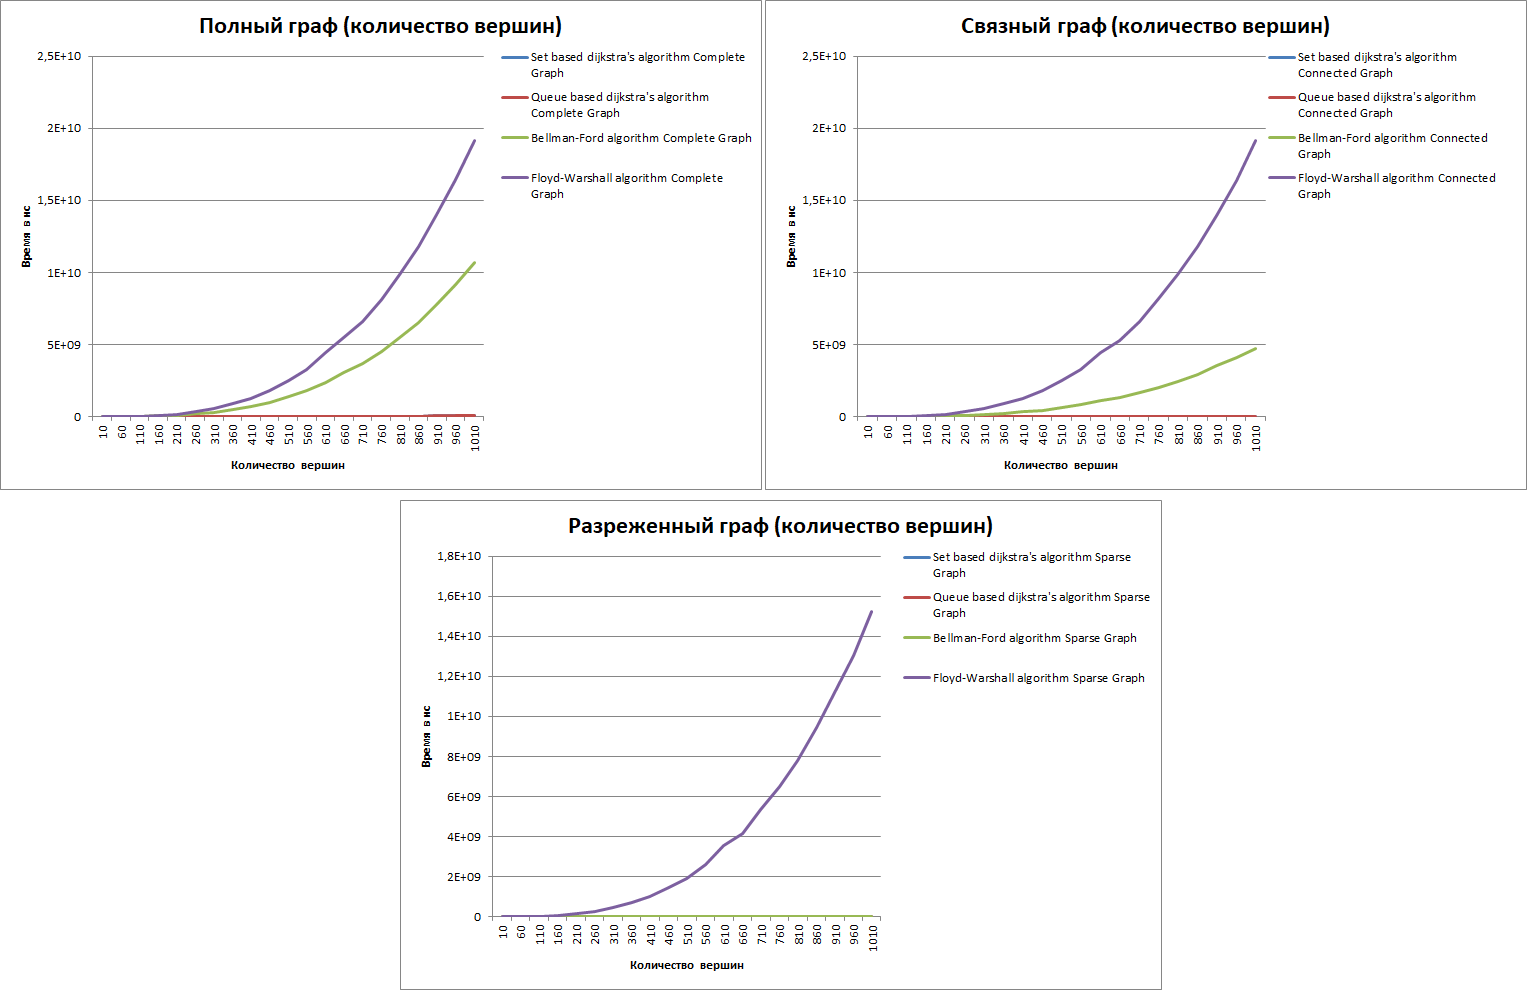 Полный граф (количество вершин)
2,5E+10
2E+10
1,5E+10
1E+10
5E+09
0
Время в нс
10 60 110 160 210 260 310 360 410 460 510 560 610 660 710 760 810 860 910 960 1010
Количество вершин
Set based dijkstra's algorithm Complete
Graph
Queue based dijkstra's algorithm
Complete Graph
Bellman-Ford algorithm Complete Graph
Floyd-Warshall algorithm Complete
Graph
Связный граф (количество вершин)
2,5E+10
2E+10
1,5E+10
1E+10
5E+09
0
Время в нс
10 60 110 160 210 260 310 360 410 460 510 560 610 660 710 760 810 860 910 960 1010
Количество вершин
Set based dijkstra's algorithm
Connected Graph
Queue based dijkstra's algorithm
Connected Graph
Bellman-Ford algorithm Connected
Graph
Floyd-Warshall algorithm Connected
Graph
Разреженный граф (количество вершин)
1,8E+10
1,6E+10
1,4E+10
1,2E+10
1E+10
8E+09
6E+09
4E+09
2E+09
0
Время в нс
10 60 110 160 210 260 310 360 410 460 510 560 610 660 710 760 810 860 910 960 1010
Количество вершин
Set based dijkstra's algorithm Sparse
Graph
Queue based dijkstra's algorithm Sparse
Graph
Bellman-Ford algorithm Sparse Graph
Floyd-Warshall algorithm Sparse Graph